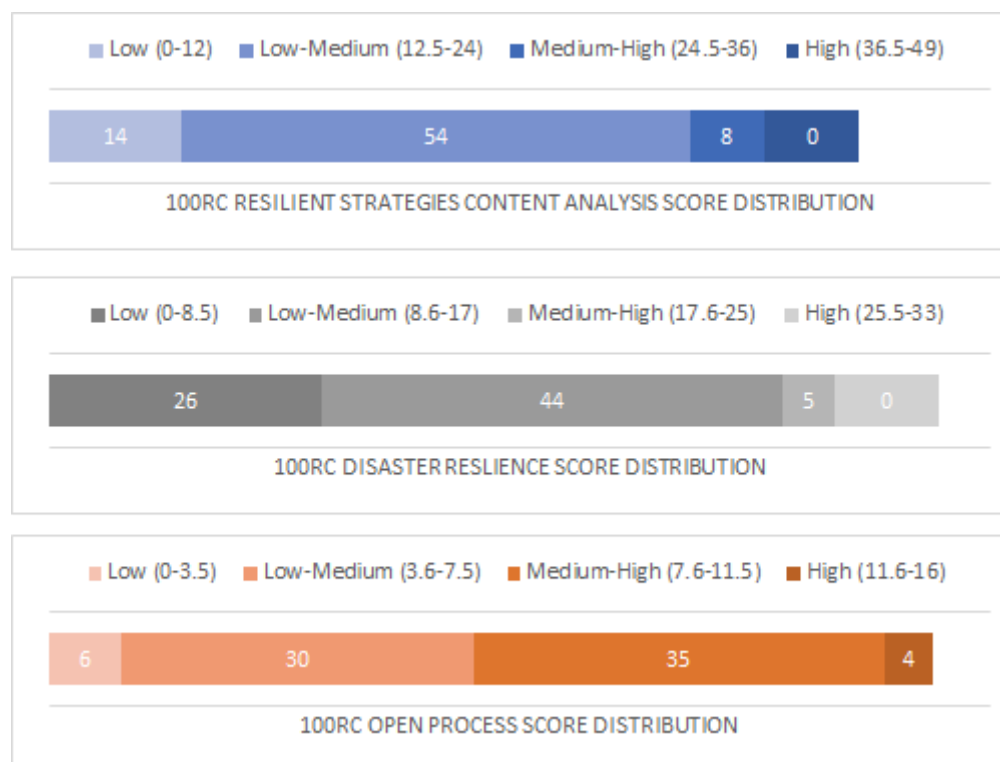 Low (0-12) Low-Medium (12.5-24) Medium-High (24.5-36) High (36.5-49)
14 54 8 0
100RC RESILIENT STRATEGIES CONTENT ANALYSIS SCORE DISTRIBUTION
Low (0-8.5) Low-Medium (8.6-17) Medium-High (17.6-25) High (25.5-33)
26 44 5 0
100RC DISASTER RESLIENCE SCORE DISTRIBUTION
Low (0-3.5) Low-Medium (3.6-7.5) Medium-High (7.6-11.5) High (11.6-16)
6 30 35 4
100RC OPEN PROCESS SCORE DISTRIBUTION